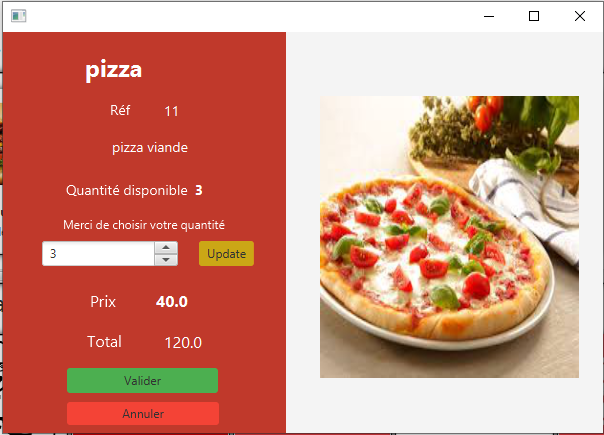 pizza
Réf 11
pizza viande
Quantité disponible 3
Merci de choisir votre quantité
3 Update
Prix 40.0
Total 120.0
Valider
Annuler